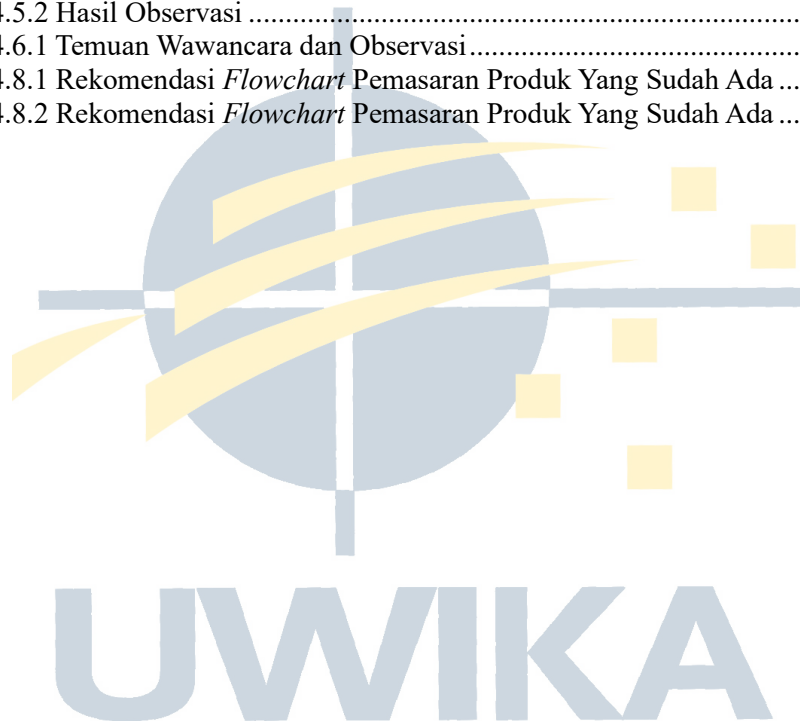 4.5.2 Hasil Observasi ....................................................................
4.6.1 Temuan Wawancara dan Observasi .........................................
4.8.1 Rekomendasi Flowchart Pemasaran Produk Yang Sudah Ada ...
4.8.2 Rekomendasi Flowchart Pemasaran Produk Yang Sudah Ada ...
UWIKA